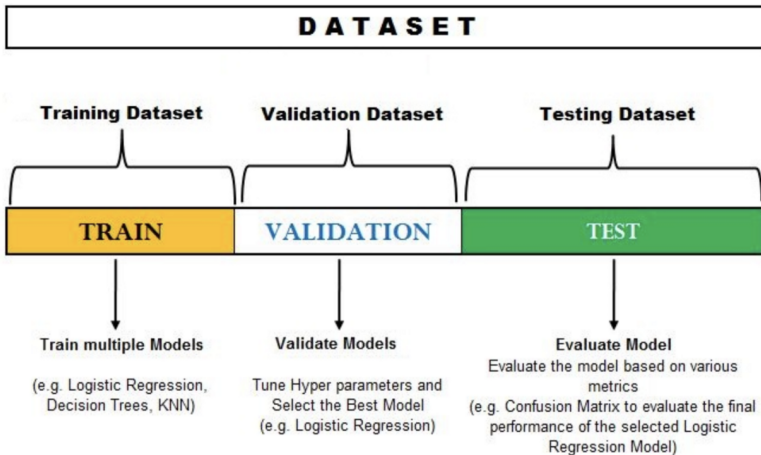 DATASET
Training Dataset
Validation Dataset
Testing Dataset
TRAIN
VALIDATION
TEST
Train multiple Models
(e.g. Logistic Regression,
Decision Trees, KNN)
Validate Models
Tune Hyper parameters and
Select the Best Model
(e.g. Logistic Regression)
Evaluate Model
Evaluate the model based on various
metrics
(e.g. Confusion Matrix to evaluate the final
performance of the selected Logistic
Regression Model)